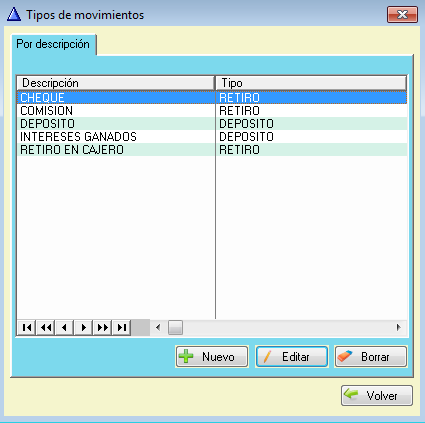 Tipos de movimientos
Por descripción
Descripción Tipo
CHEQUE RETIRO
COMISION RETIRO
DEPOSITO DEPOSITO
INTERESES GANADOS DEPOSITO
RETIRO EN CAJERO RETIRO
Nuevo Editar Borrar
Volver